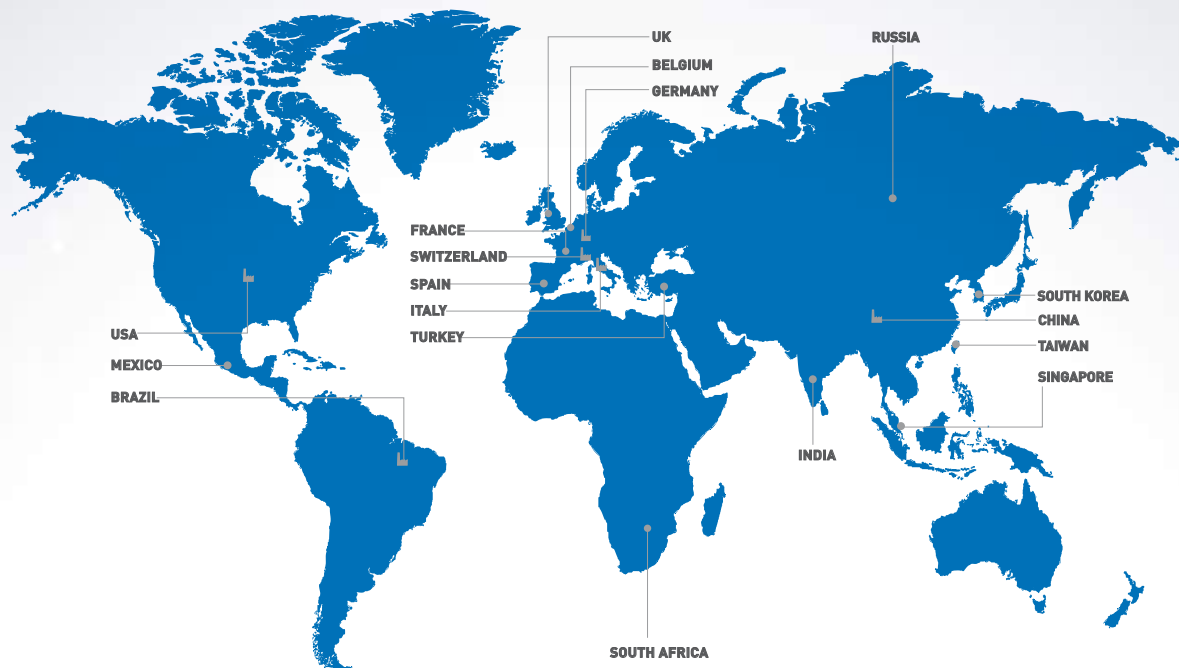 UK
BELGIUM
GERMANY
RUSSIA
FRANCE
SWITZERLAND
SPAIN
ITALY
TURKEY
USA
MEXICO
BRAZIL
SOUTH KOREA
CHINA
TAIWAN
SINGAPORE
INDIA
SOUTH AFRICA